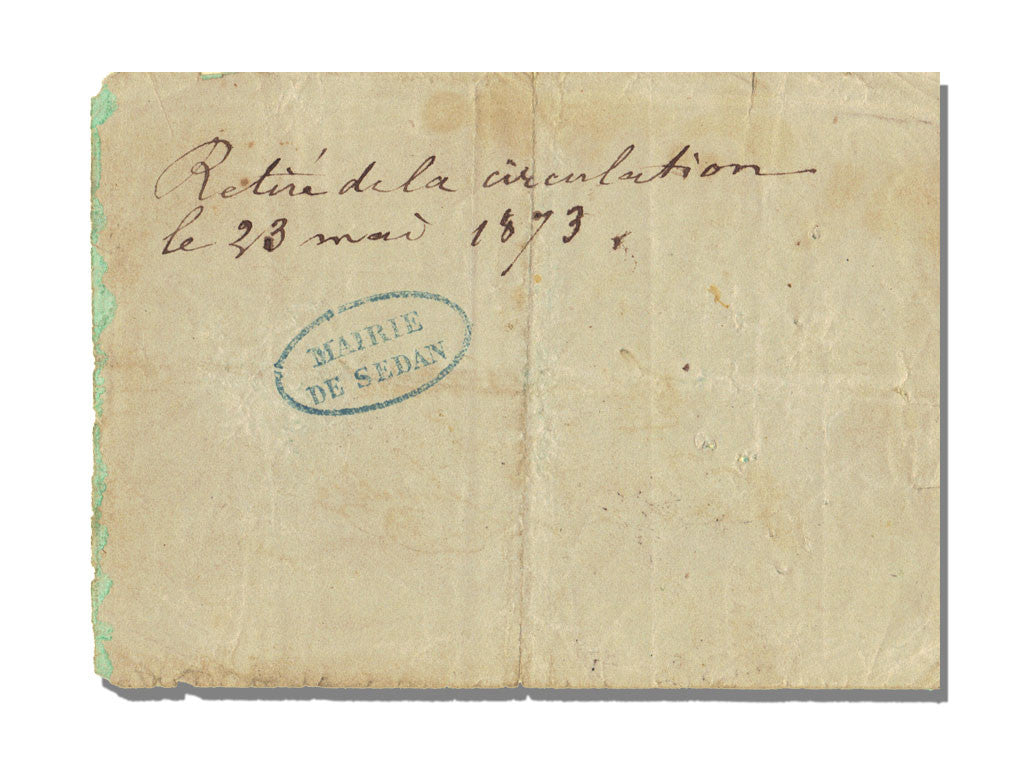 Retiré de la circulation
le 23 mai 1873.
MAIRIE
DE SEDAN